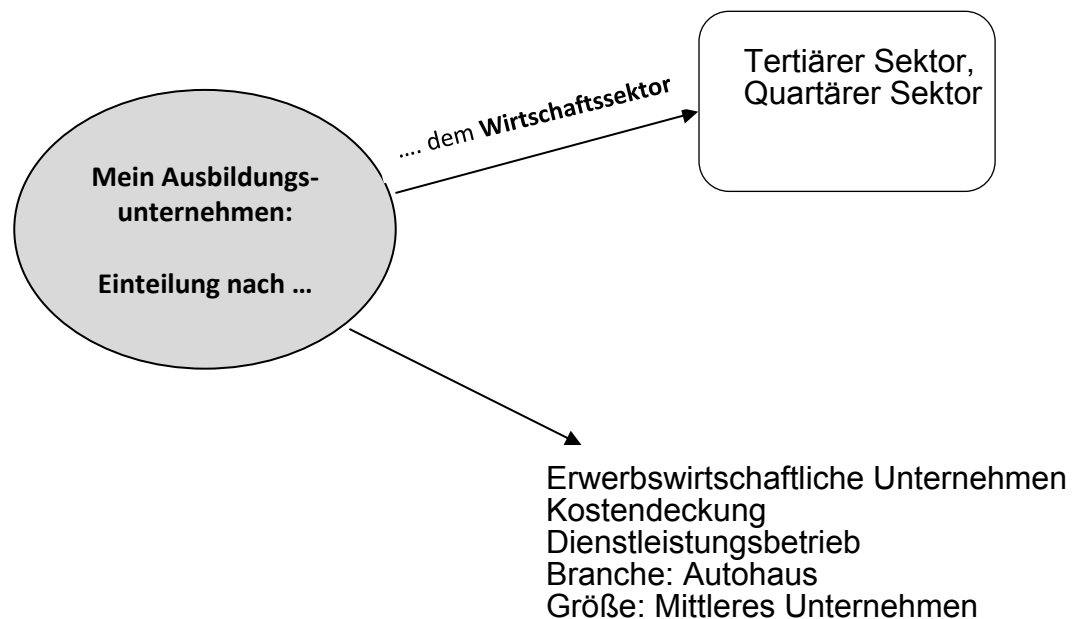 Mein Ausbildungs-
unternehmen:
Einteilung nach ...
.... dem Wirtschaftssektor
Tertiärer Sektor,
Quartärer Sektor
Erwerbswirtschaftliche Unternehmen
Kostendeckung
Dienstleistungsbetrieb
Branche: Autohaus
Größe: Mittleres Unternehmen